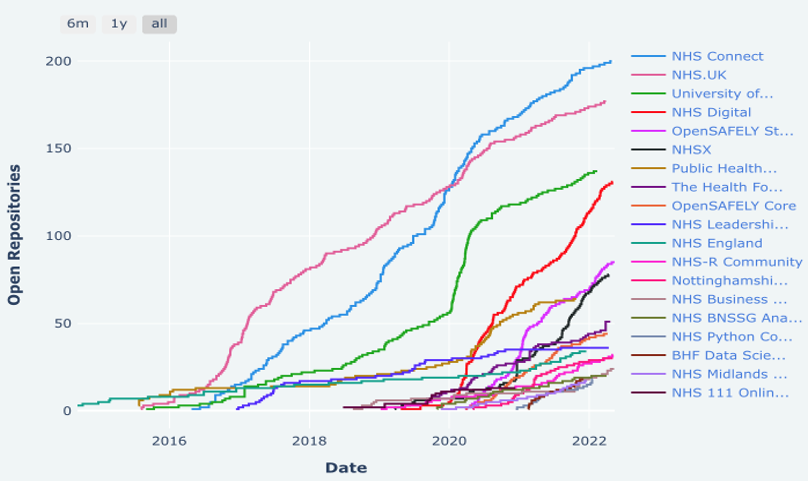 6m 1y all
200
150
100
50
0
Open Repositories
2016 2018 2020 2022
Date
NHS Connect
NHS.UK
University of...
NHS Digital
OpenSAFELY St...
NHSX
Public Health...
The Health Fo...
OpenSAFELY Core
NHS Leadershi...
NHS England
NHS-R Community
Nottinghamshi...
NHS Business ...
NHS BNSSG Ana...
NHS Python Co...
BHF Data Scie...
NHS Midlands ...
NHS 111 Onlin...